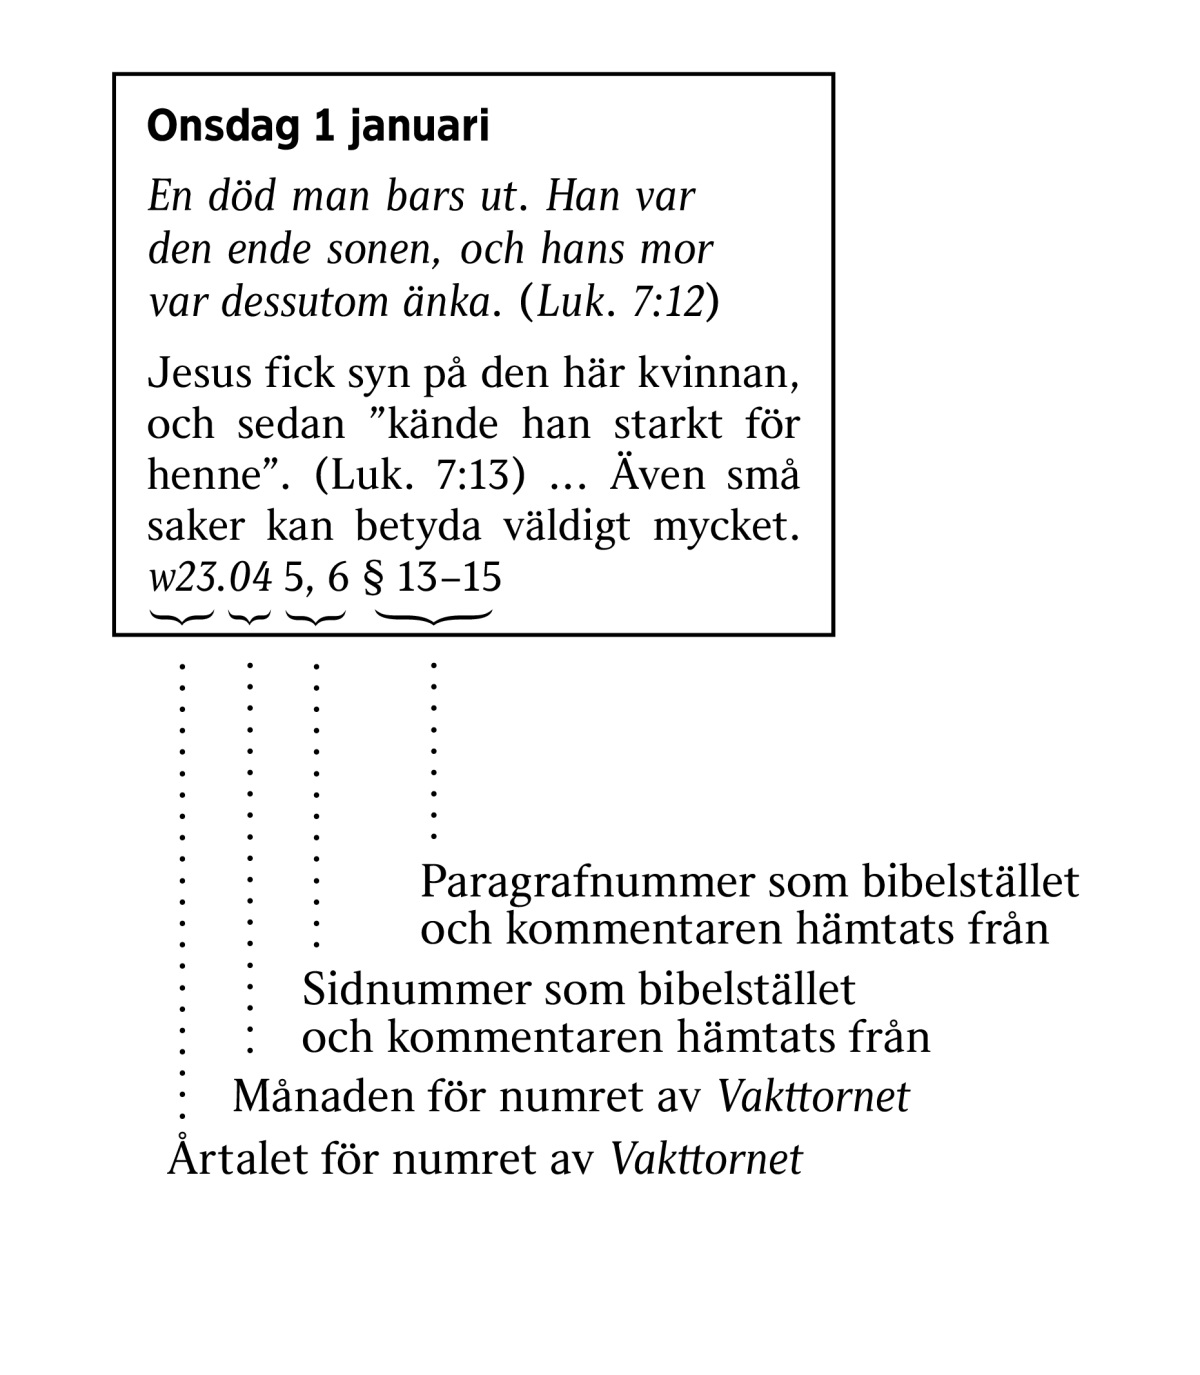 Onsdag 1 januari
En död man bars ut. Han var
den ende sonen, och hans mor
var dessutom änka. (Luk. 7:12)
Jesus fick syn på den här kvinnan,
och sedan ”kände han starkt för
henne”. (Luk. 7:13) … Även små
saker kan betyda väldigt mycket.
w23.04 5, 6 § 13–15
Paragrafnummer som bibelstället
och kommentaren hämtats från
Sidnummer som bibelstället
och kommentaren hämtats från
Månaden för numret av Vakttornet
Årtalet för numret av Vakttornet